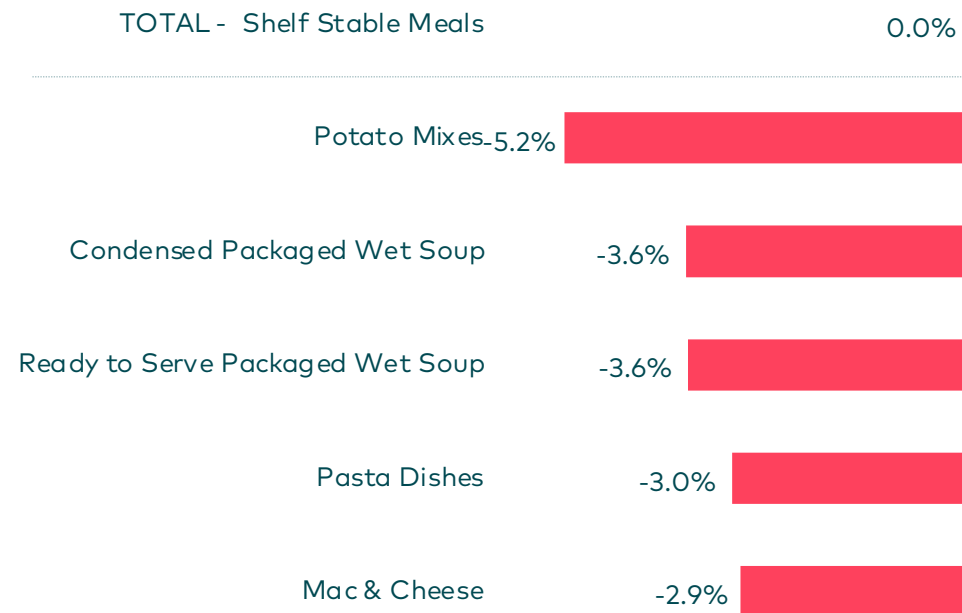 TOTAL - Shelf Stable Meals 0.0%
Potato Mixes -5.2%
Condensed Packaged Wet Soup -3.6%
Ready to Serve Packaged Wet Soup -3.6%
Pasta Dishes -3.0%
Mac & Cheese -2.9%